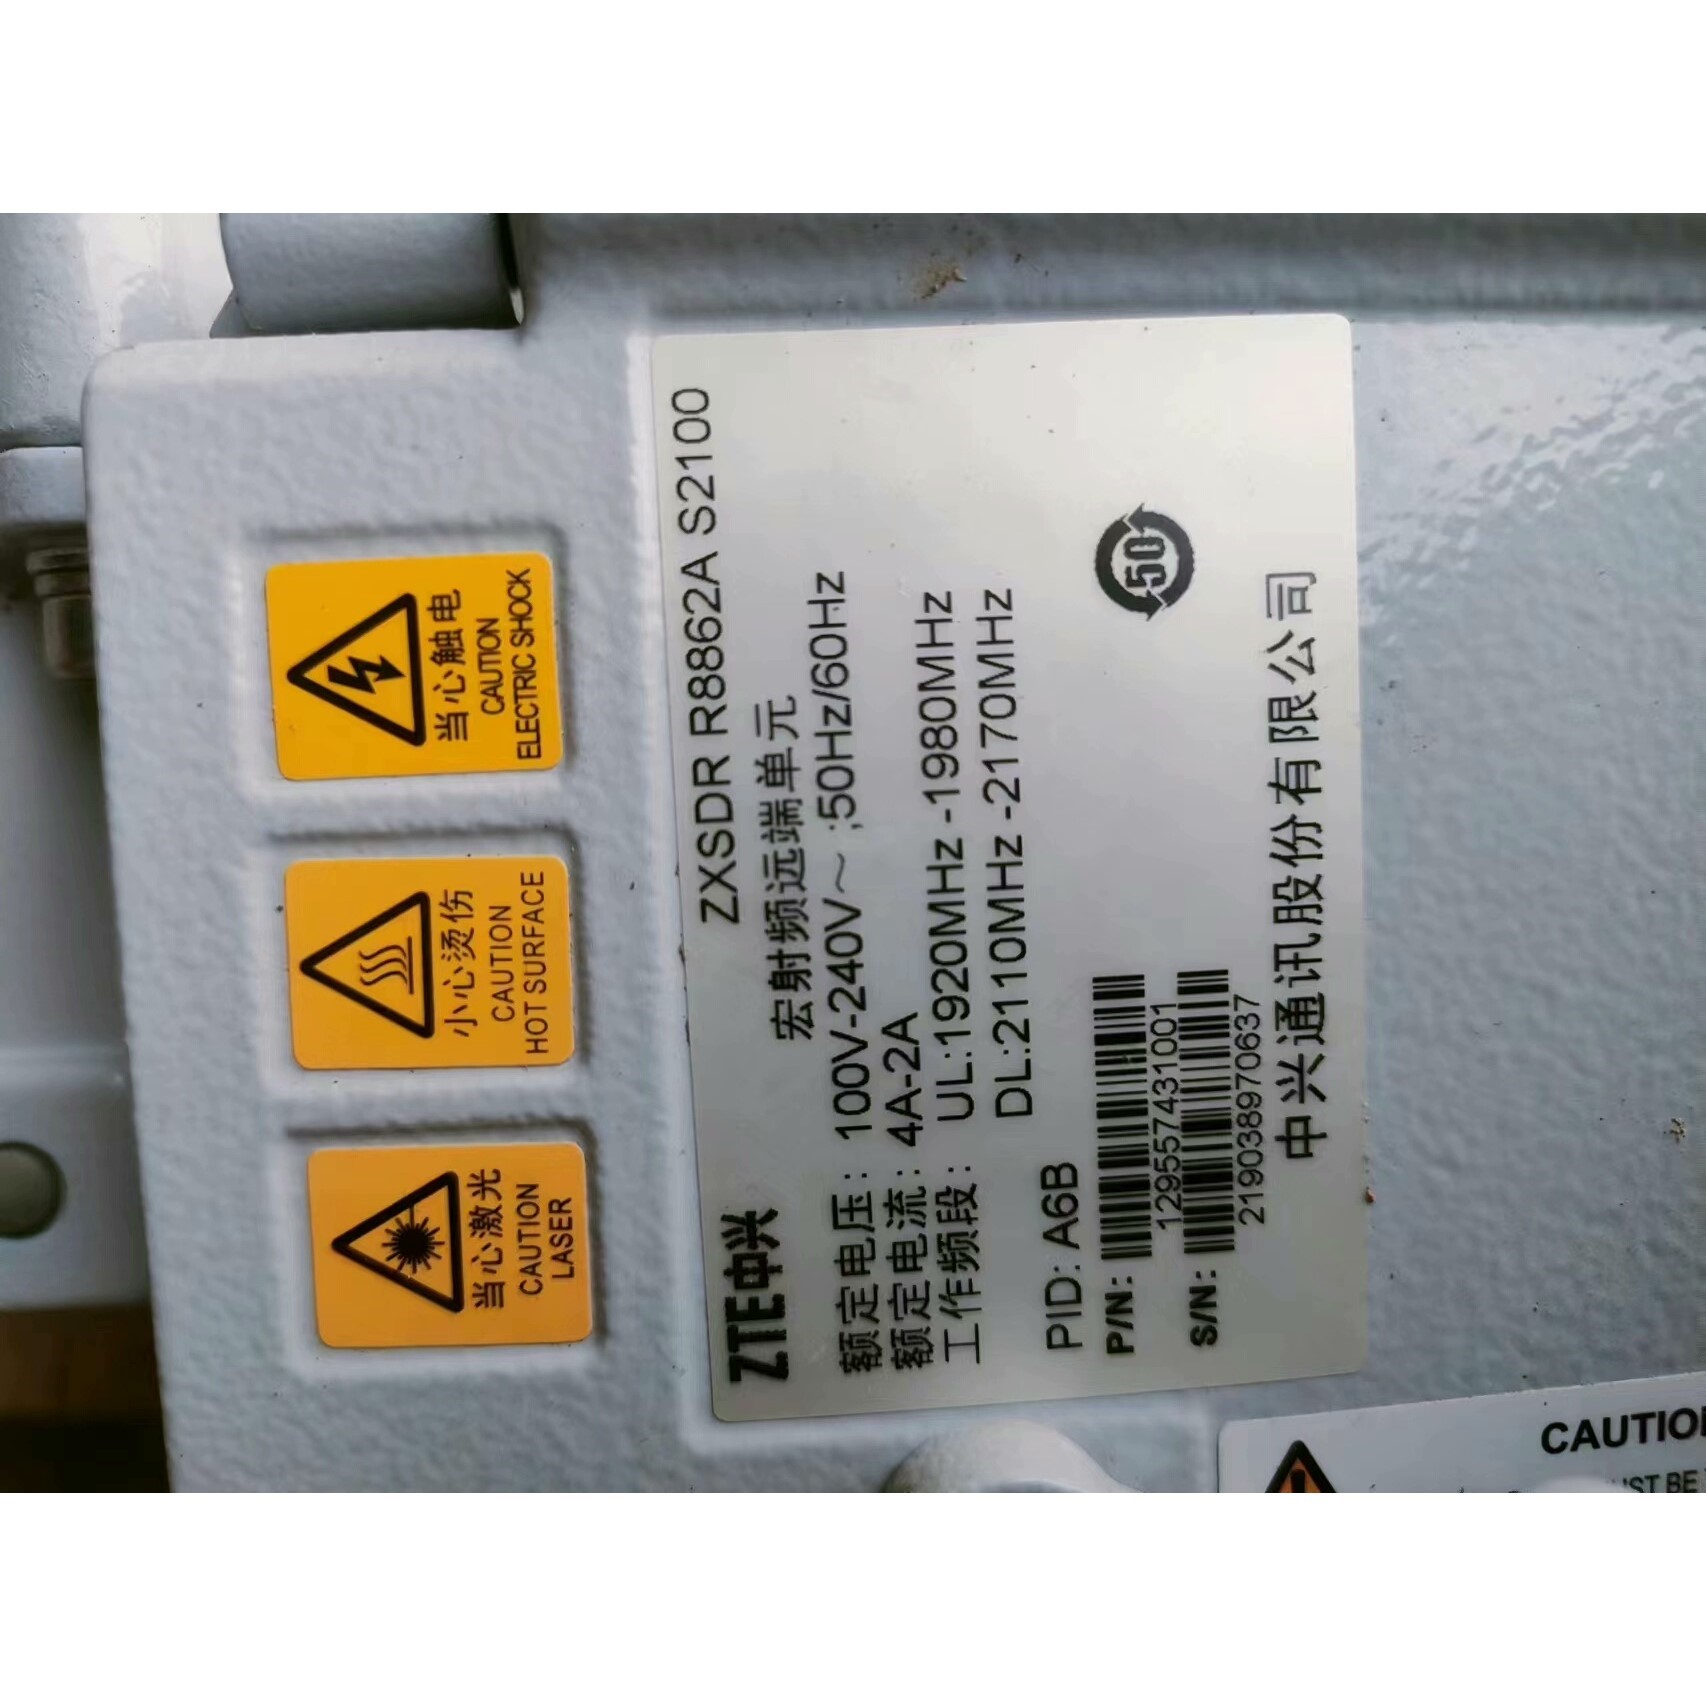 当心激光
CAUTION
LASER
小心烫伤
CAUTION
HOT SURFACE
当心触电
CAUTION
ELECTRIC SHOCK
ZTE中兴 ZXSDR R8862A S2100
宏射频远端单元
额定电压: 100V-240V～ ;50Hz/60Hz
额定电流: 4A-2A
工作频段: UL:1920MHz -1980MHz
DL:2110MHz -2170MHz
PID: A6B
P/N:
129557431001
50
S/N:
219038970637
中兴通讯股份有限公司
CAUTIO
ST BE